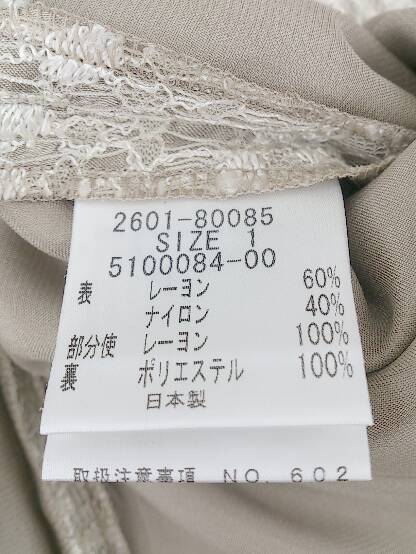 2601-80085
SIZE 1
5100084-00
表 レーヨン 60%
ナイロン 40%
部分使 レーヨン 100%
裏 ポリエステル 100%
日本製
取扱注意事項 NO. 602